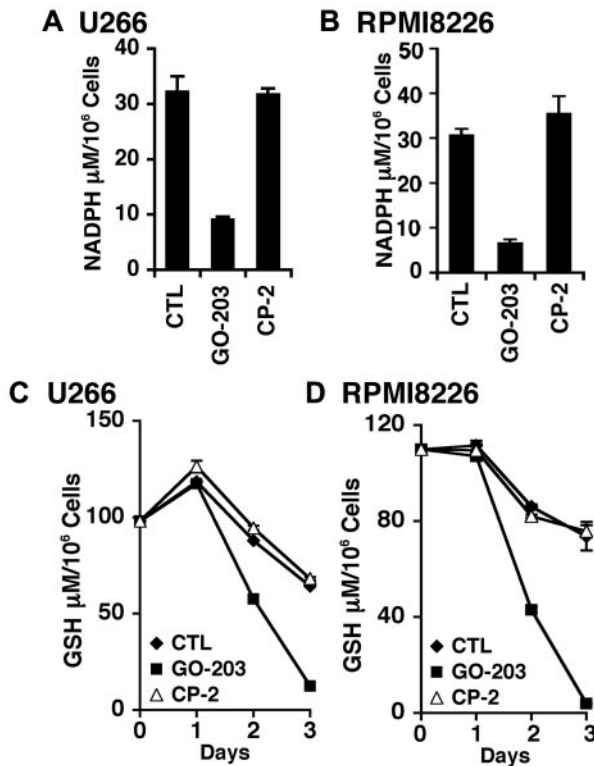 A U266
NADPH μM/10⁶ Cells
40
30
20
10
0
CTL
GO-203
CP-2
B RPMI8226
NADPH μM/10⁶ Cells
50
40
30
20
10
0
CTL
GO-203
CP-2
C U266
GSH μM/10⁶ Cells
150
100
50
0
CTL
GO-203
CP-2
0 1 2 3
Days
D RPMI8226
GSH μM/10⁶ Cells
120
80
40
0
CTL
GO-203
CP-2
0 1 2 3
Days